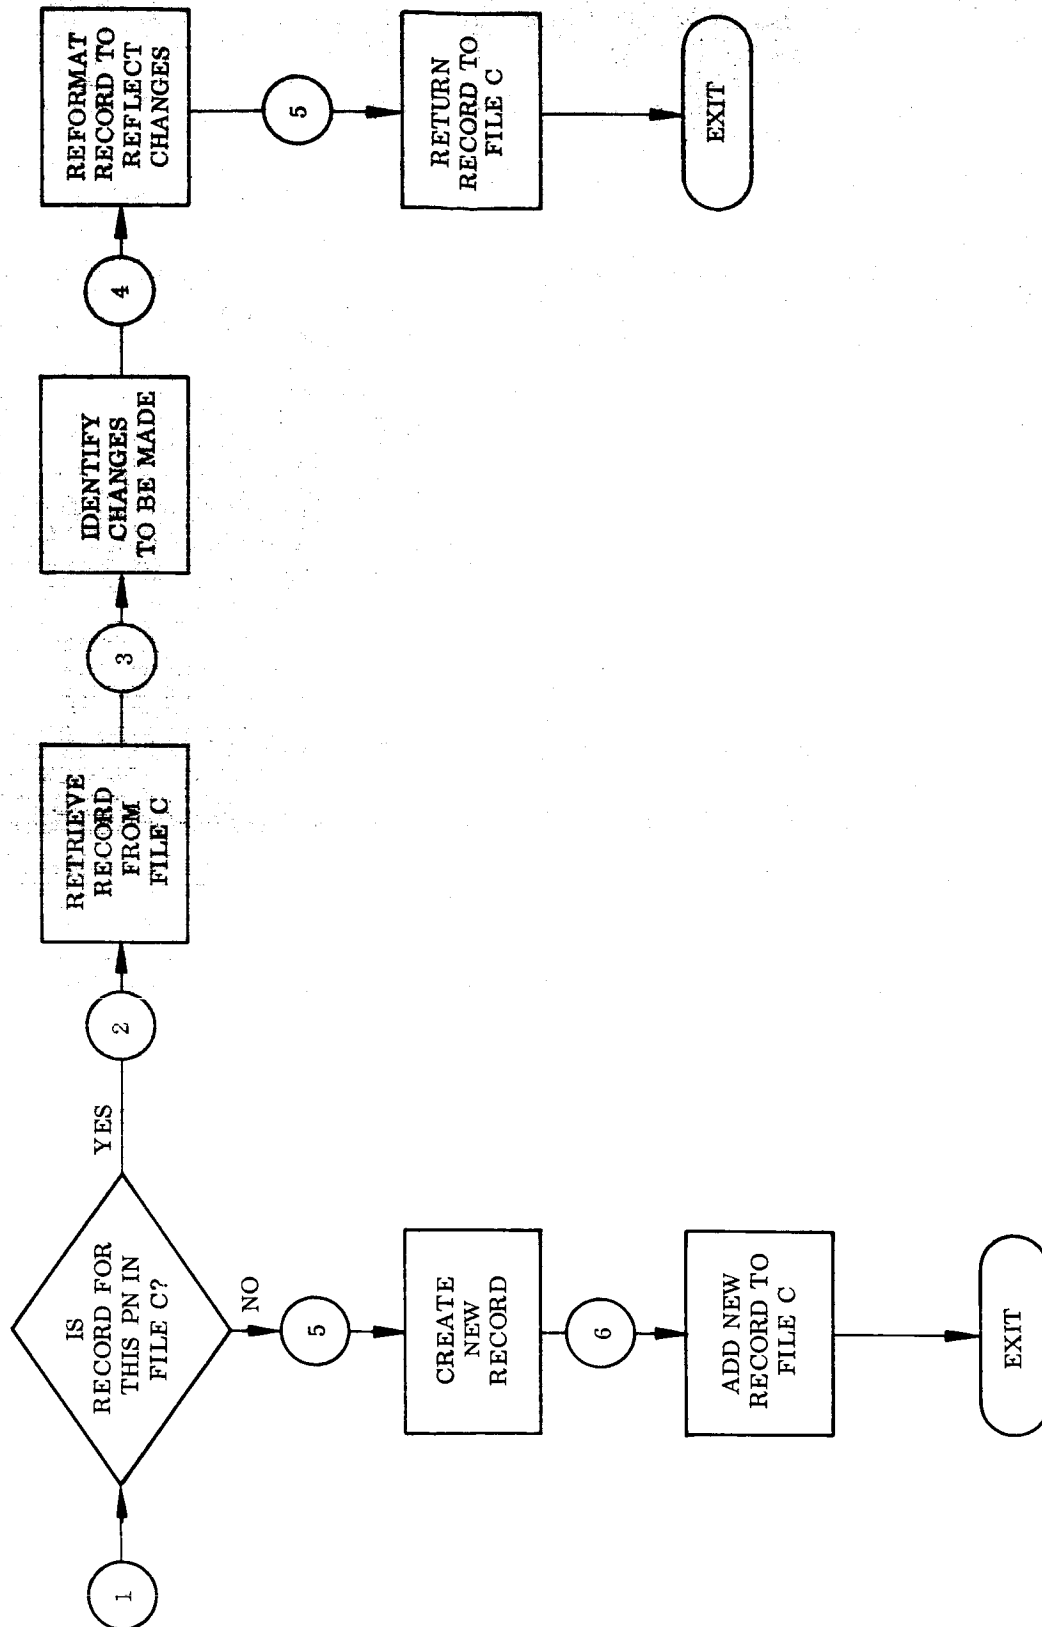 1
IS
RECORD FOR
THIS PN IN
FILE C?
YES
2
RETRIEVE
RECORD
FROM
FILE C
3
IDENTIFY
CHANGES
TO BE MADE
4
REFORMAT
RECORD TO
REFLECT
CHANGES
5
RETURN
RECORD TO
FILE C
EXIT
NO
5
CREATE
NEW
RECORD
6
ADD NEW
RECORD TO
FILE C
EXIT